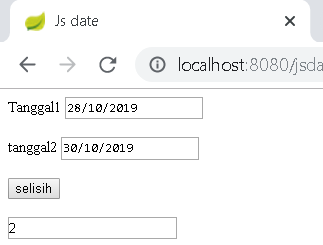 Js date
localhost:8080/jsda
Tanggal1 28/10/2019
tanggal2 30/10/2019
selisih
2